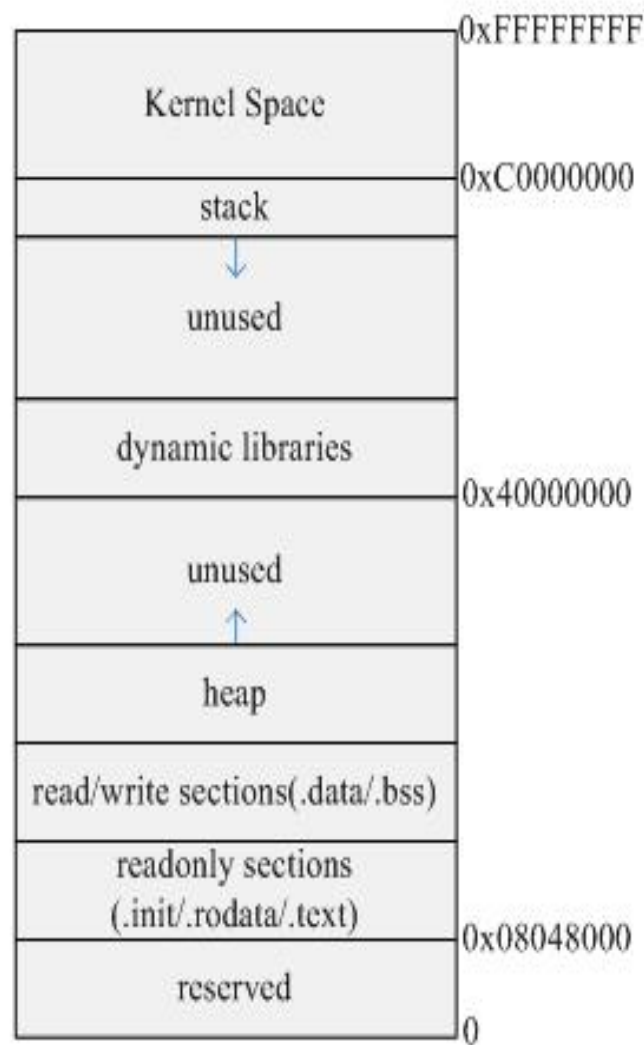 0xFFFFFFFF
Kernel Space
0xC0000000
stack
unused
dynamic libraries
0x40000000
unused
heap
read/write sections(.data/.bss)
readonly sections
(.init/.rodata/.text)
0x08048000
reserved
0